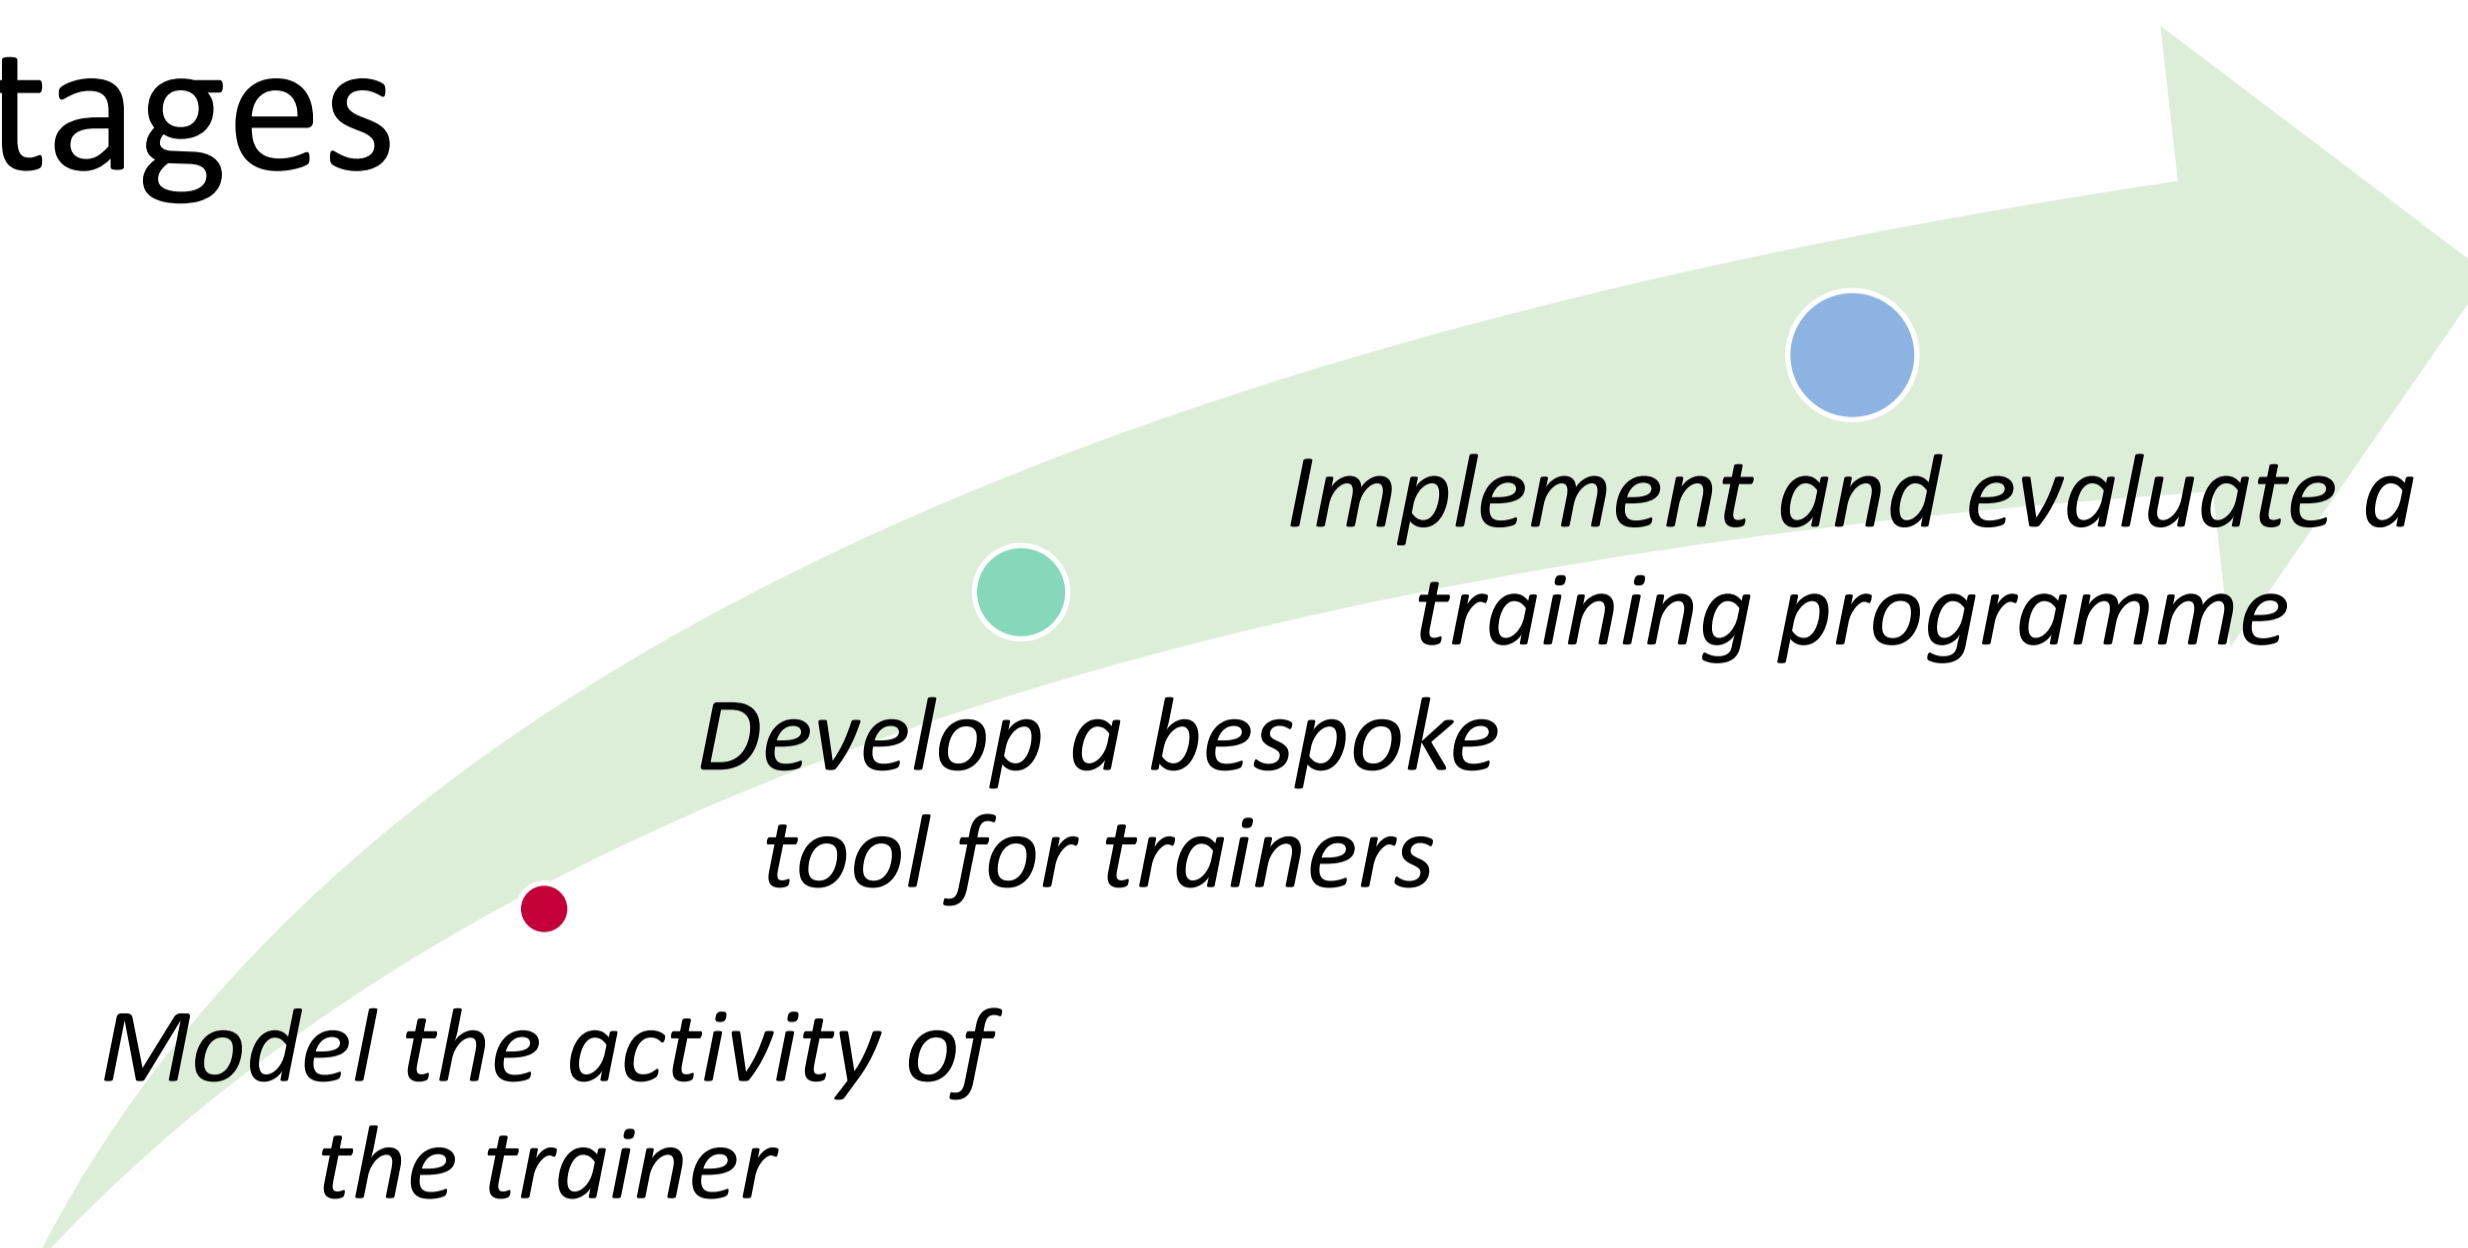 tages
Implement and evaluate a
training programme
Develop a bespoke
tool for trainers
Model the activity of
the trainer